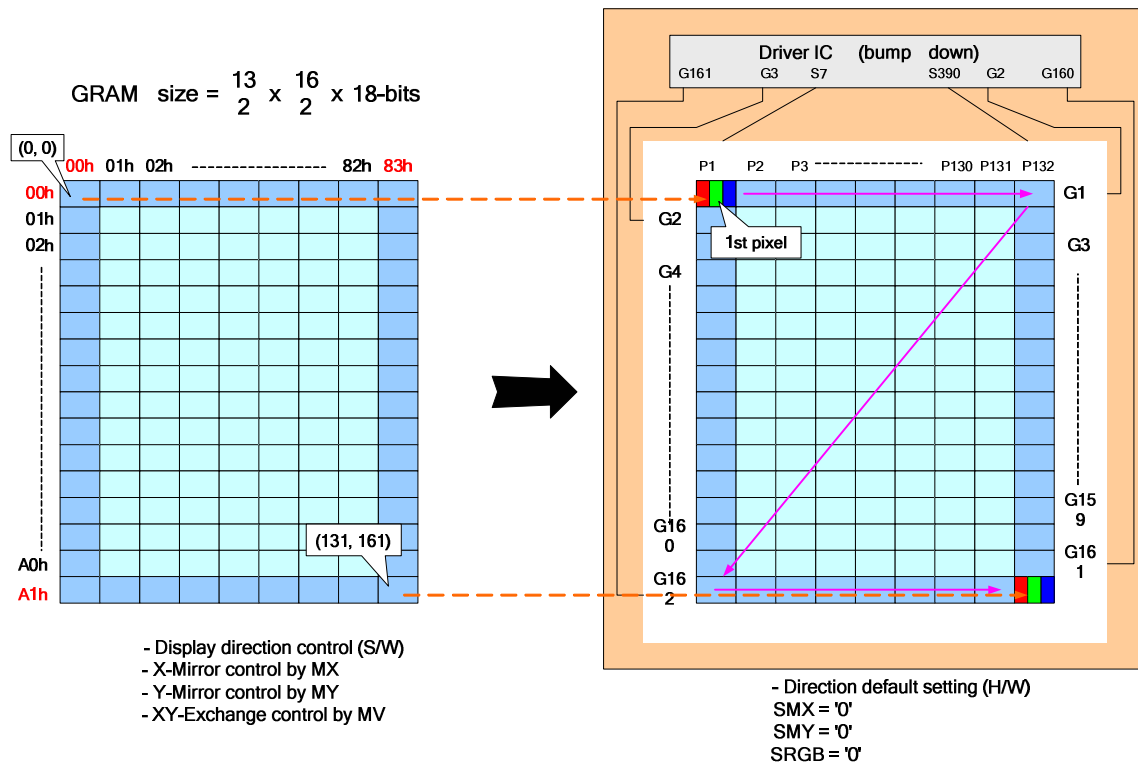 GRAM size = 13/2 x 16/2 x 18-bits
(0, 0)
00h 01h 02h 82h 83h
00h
01h
02h
A0h
A1h
(131, 161)
- Display direction control (S/W)
- X-Mirror control by MX
- Y-Mirror control by MY
- XY-Exchange control by MV
Driver IC (bump down)
G161 G3 S7 S390 G2 G160
P1 P2 P3 P130 P131 P132
G1
G2
1st pixel
G3
G4
G15
9
G16
0
G16
1
G16
2
- Direction default setting (H/W)
SMX = '0'
SMY = '0'
SRGB = '0'